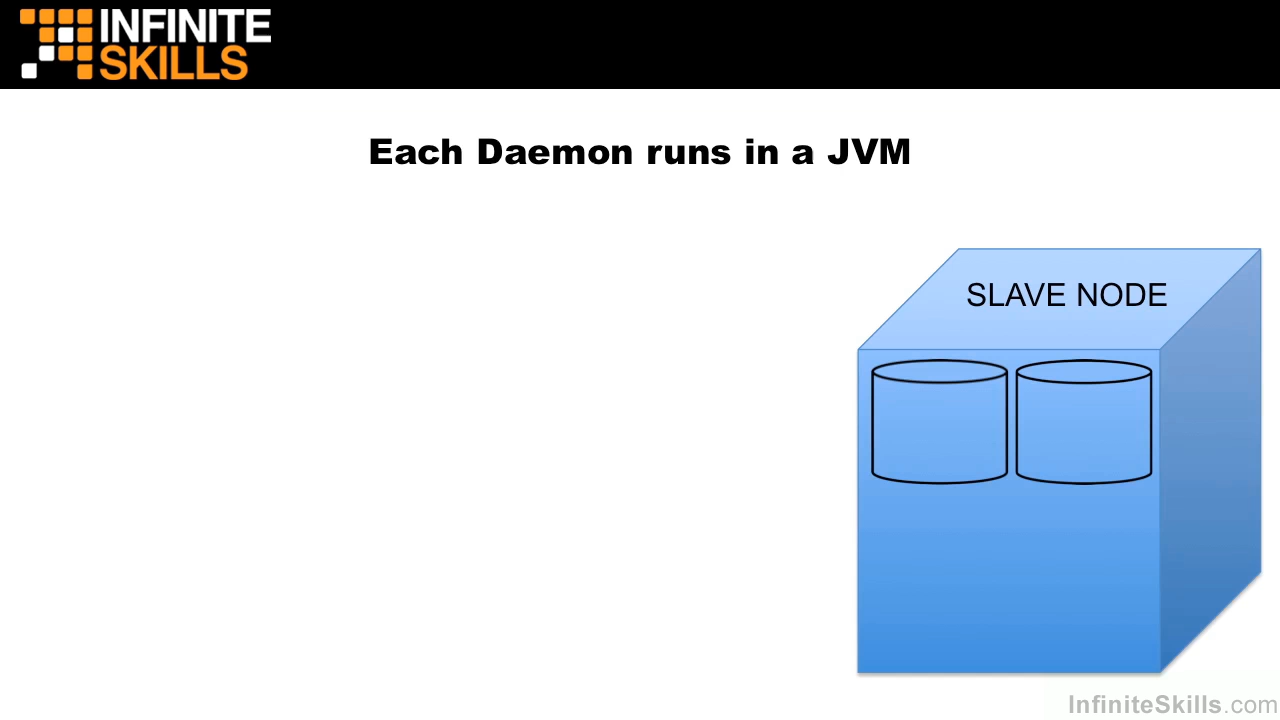 INFINITE
SKILLS
Each Daemon runs in a JVM
SLAVE NODE
InfiniteSkills.com